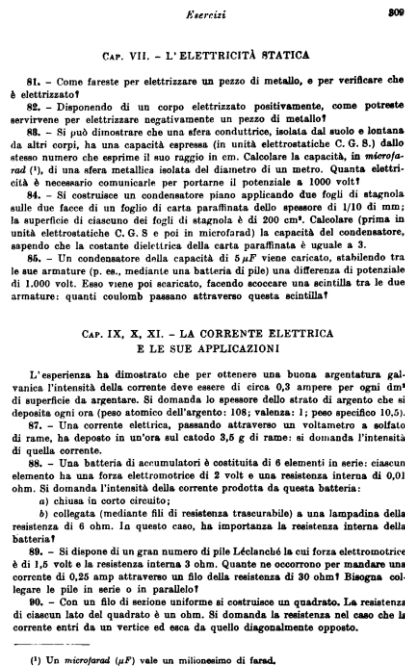 Esercizi 309
CAP. VII. - L'ELETTRICITÀ STATICA
81. - Come fareste per elettrizzare un pezzo di metallo, e per verificare che
è elettrizzato?
82. - Disponendo di un corpo elettrizzato positivamente, come potreste
servirvene per elettrizzare negativamente un pezzo di metallo?
83. - Si può dimostrare che una sfera conduttrice, isolata dal suolo e lontana
da altri corpi, ha una capacità espressa (in unità elettrostatiche C. G. S.) dallo
stesso numero che esprime il suo raggio in cm. Calcolare la capacità, in microfa-
rad (¹), di una sfera metallica isolata del diametro di un metro. Quanta elettri-
cità è necessario comunicarle per portarne il potenziale a 1000 volt?
84. - Si costruisce un condensatore piano applicando due fogli di stagnola
sulle due facce di un foglio di carta paraffinata dello spessore di 1/10 di mm;
la superficie di ciascuno dei fogli di stagnola è di 200 cm². Calcolare (prima in
unità elettrostatiche C. G. S e poi in microfarad) la capacità del condensatore,
sapendo che la costante dielettrica della carta paraffinata è uguale a 3.
85. - Un condensatore della capacità di 5 µF viene caricato, stabilendo tra
le sue armature (p. es., mediante una batteria di pile) una differenza di potenziale
di 1.000 volt. Esso viene poi scaricato, facendo scoccare una scintilla tra le due
armature: quanti coulomb passano attraverso questa scintilla?
CAP. IX, X, XI. - LA CORRENTE ELETTRICA
E LE SUE APPLICAZIONI
L'esperienza ha dimostrato che per ottenere una buona argentatura gal-
vanica l'intensità della corrente deve essere di circa 0,3 ampere per ogni dm²
di superficie da argentare. Si domanda lo spessore dello strato di argento che si
deposita ogni ora (peso atomico dell'argento: 108; valenza: 1; peso specifico 10,5).
87. - Una corrente elettrica, passando attraverso un voltametro a solfato
di rame, ha deposto in un'ora sul catodo 3,5 g di rame: si domanda l'intensità
di quella corrente.
88. - Una batteria di accumulatori è costituita di 6 elementi in serie: ciascun
elemento ha una forza elettromotrice di 2 volt e una resistenza interna di 0,01
ohm. Si domanda l'intensità della corrente prodotta da questa batteria:
a) chiusa in corto circuito;
b) collegata (mediante fili di resistenza trascurabile) a una lampadina della
resistenza di 6 ohm. In questo caso, ha importanza la resistenza interna della
batteria?
89. - Si dispone di un gran numero di pile Léclanché la cui forza elettromotrice
è di 1,5 volt e la resistenza interna 3 ohm. Quante ne occorrono per mandare una
corrente di 0,25 amp attraverso un filo della resistenza di 30 ohm? Bisogna col-
legare le pile in serie o in parallelo?
90. - Con un filo di sezione uniforme si costruisce un quadrato. La resistenza
di ciascun lato del quadrato è un ohm. Si domanda la resistenza nel caso che la
corrente entri da un vertice ed esca da quello diagonalmente opposto.
(¹) Un microfarad (µF) vale un milionesimo di farad.